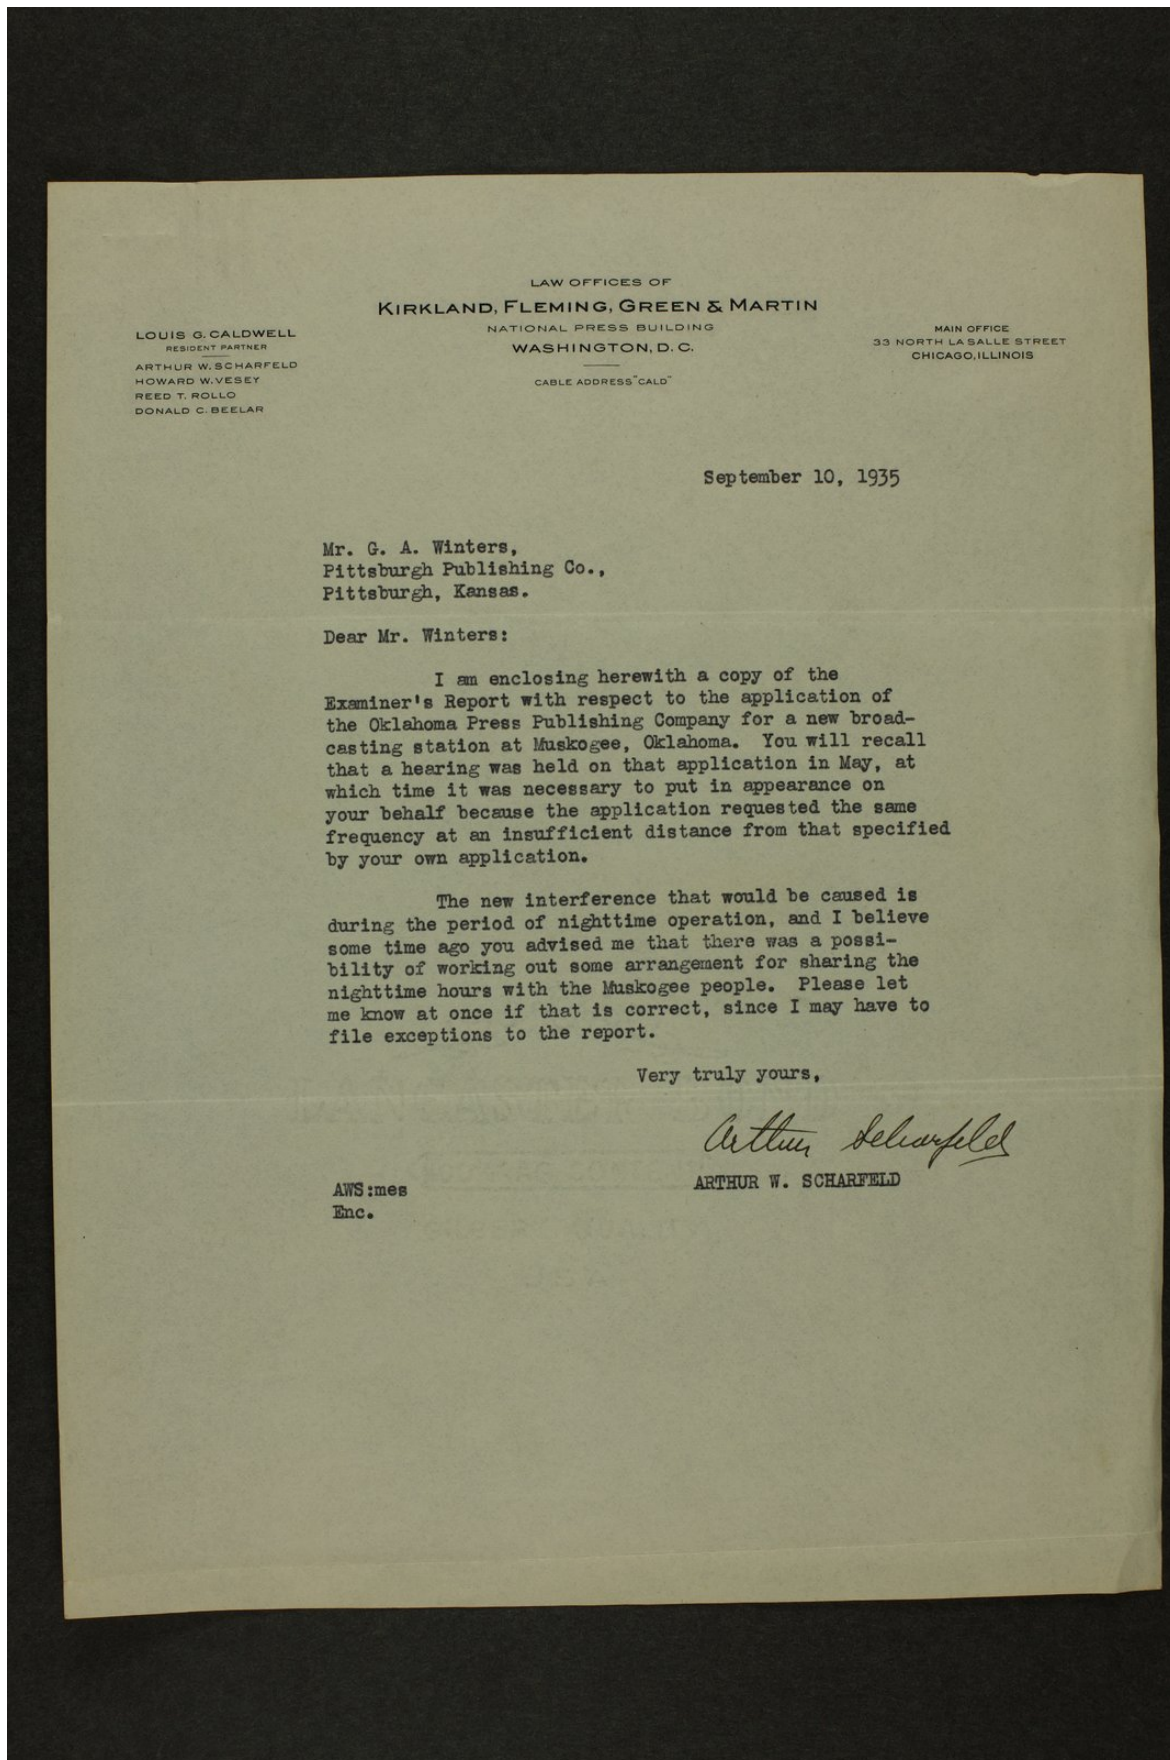 LAW OFFICES OF
KIRKLAND, FLEMING, GREEN & MARTIN
NATIONAL PRESS BUILDING
WASHINGTON, D. C.
CABLE ADDRESS "CALD"
LOUIS G. CALDWELL
RESIDENT PARTNER
ARTHUR W. SCHARFELD
HOWARD W. VESEY
REED T. ROLLO
DONALD C. BEELAR
MAIN OFFICE
33 NORTH LA SALLE STREET
CHICAGO, ILLINOIS
September 10, 1935
Mr. G. A. Winters,
Pittsburgh Publishing Co.,
Pittsburgh, Kansas.
Dear Mr. Winters:
I am enclosing herewith a copy of the
Examiner's Report with respect to the application of
the Oklahoma Press Publishing Company for a new broad-
casting station at Muskogee, Oklahoma. You will recall
that a hearing was held on that application in May, at
which time it was necessary to put in appearance on
your behalf because the application requested the same
frequency at an insufficient distance from that specified
by your own application.
The new interference that would be caused is
during the period of nighttime operation, and I believe
some time ago you advised me that there was a possi-
bility of working out some arrangement for sharing the
nighttime hours with the Muskogee people. Please let
me know at once if that is correct, since I may have to
file exceptions to the report.
Very truly yours,
Arthur Scharfeld
ARTHUR W. SCHARFELD
AWS:mes
Enc.